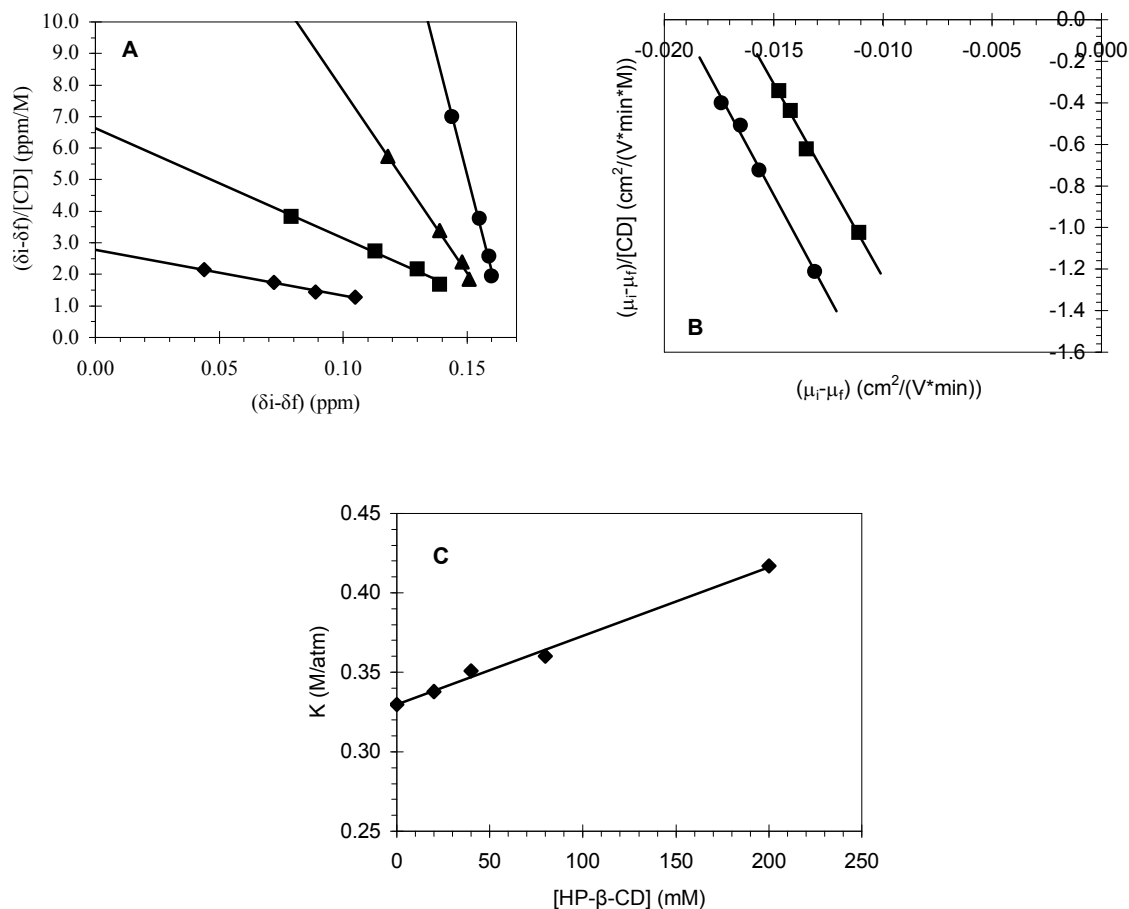 A
(δi-δf)/[CD] (ppm/M)
10.0
9.0
8.0
7.0
6.0
5.0
4.0
3.0
2.0
1.0
0.0
0.00 0.05 0.10 0.15
(δi-δf) (ppm)
B
-0.020 -0.015 -0.010 -0.005 0.000
(μi-μf)/[CD] (cm²/(V*min*M))
0.0
-0.2
-0.4
-0.6
-0.8
-1.0
-1.2
-1.4
-1.6
(μi-μf) (cm²/(V*min))
C
K (M/atm)
0.45
0.40
0.35
0.30
0.25
0 50 100 150 200 250
[HP-β-CD] (mM)